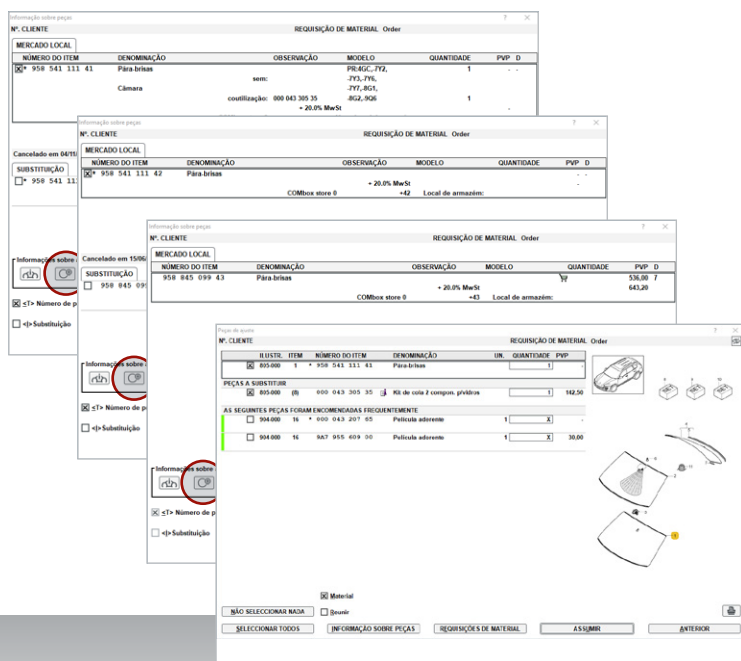 Informação sobre peças ? ×
Nº. CLIENTE REQUISIÇÃO DE MATERIAL Order
MERCADO LOCAL
NÚMERO DO ITEM DENOMINAÇÃO OBSERVAÇÃO MODELO QUANTIDADE PVP D
* 958 541 111 41 Pára-brisas PR:4GC,-7Y2, 1 - -
sem: -7Y3,-7Y6,
Câmara -7Y7,-8G1,
coutilização: 000 043 305 35 -8G2,-9Q6 1
+ 20.0% MwSt -
Cancelado em 04/11/
SUBSTITUIÇÃO
* 958 541 11
Informações sobre
<T> Número de p
<I>Substituição
Informação sobre peças ? ×
Nº. CLIENTE REQUISIÇÃO DE MATERIAL Order
MERCADO LOCAL
NÚMERO DO ITEM DENOMINAÇÃO OBSERVAÇÃO MODELO QUANTIDADE PVP D
* 958 541 111 42 Pára-brisas - -
+ 20.0% MwSt -
COMbox store 0 +42 Local de armazém:
Cancelado em 15/06/
SUBSTITUIÇÃO
958 845 099
Informações sobre
<T> Número de p
<I>Substituição
Informação sobre peças ? ×
Nº. CLIENTE REQUISIÇÃO DE MATERIAL Order
MERCADO LOCAL
NÚMERO DO ITEM DENOMINAÇÃO OBSERVAÇÃO MODELO QUANTIDADE PVP D
958 845 099 43 Pára-brisas 536,00 7
+ 20.0% MwSt 643,20
COMbox store 0 +43 Local de armazém:
Informações sobre
<T> Número de p
<I>Substituição
Peças de ajuste ? ×
Nº. CLIENTE REQUISIÇÃO DE MATERIAL Order
ILUSTR. ITEM NÚMERO DO ITEM DENOMINAÇÃO UN. QUANTIDADE PVP
805-000 1 * 958 541 111 41 Pára-brisas 1
PEÇAS A SUBSTITUIR
805-000 (8) 000 043 305 35 Kit de cola 2 compon. p/vidros 1 142,50
AS SEGUINTES PEÇAS FORAM ENCOMENDADAS FREQUENTEMENTE
904-000 16 * 000 043 207 65 Película aderente 1 X -
904-000 16 9A7 955 609 00 Película aderente 1 X 30,00
Material
NÃO SELECCIONAR NADA Reunir
SELECCIONAR TODOS INFORMAÇÃO SOBRE PEÇAS REQUISIÇÕES DE MATERIAL ASSUMIR ANTERIOR